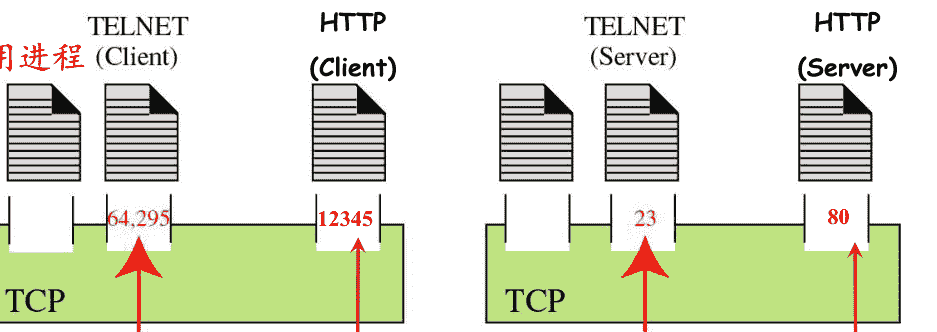 TELNET
(Client)
HTTP
(Client)
TELNET
(Server)
HTTP
(Server)
用进程
64,295
12345
23
80
TCP
TCP